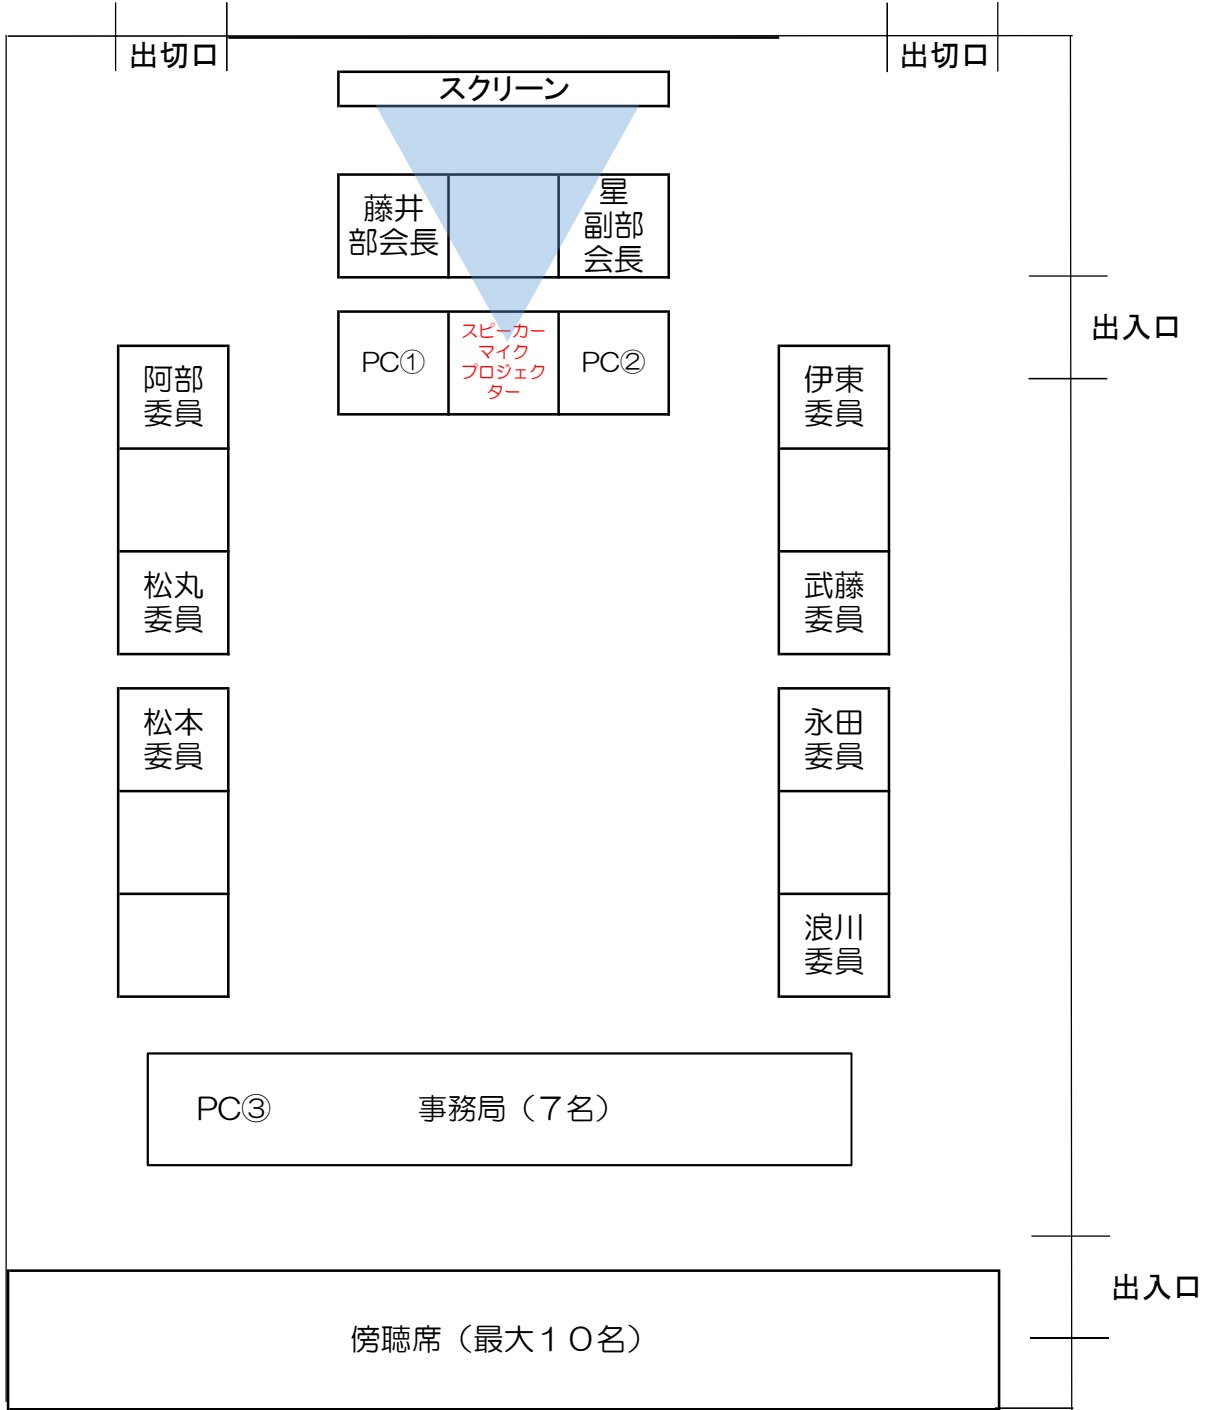 出切口
出切口
スクリーン
藤井
部会長
星
副部
会長
出入口
PC①
スピーカー
マイク
プロジェク
ター
PC②
阿部
委員
伊東
委員
松丸
委員
武藤
委員
松本
委員
永田
委員
浪川
委員
PC③
事務局（７名）
出入口
傍聴席（最大１０名）